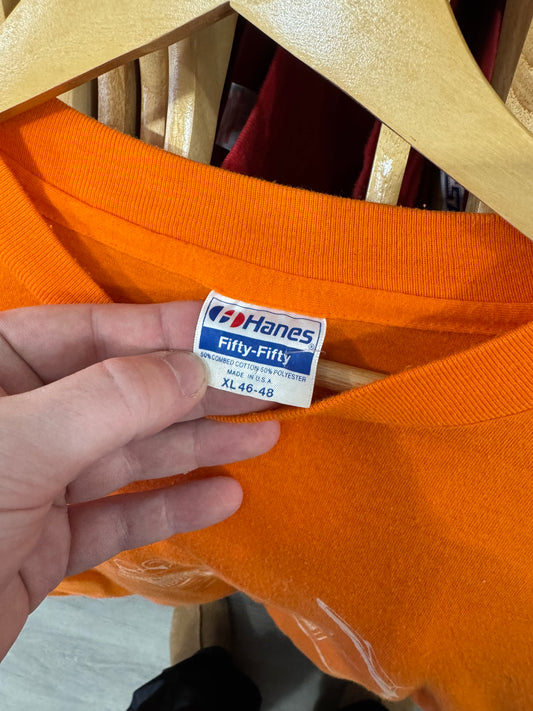 Hanes®
Fifty-Fifty
50% COMBED COTTON 50% POLYESTER
MADE IN U.S.A
XL 46-48